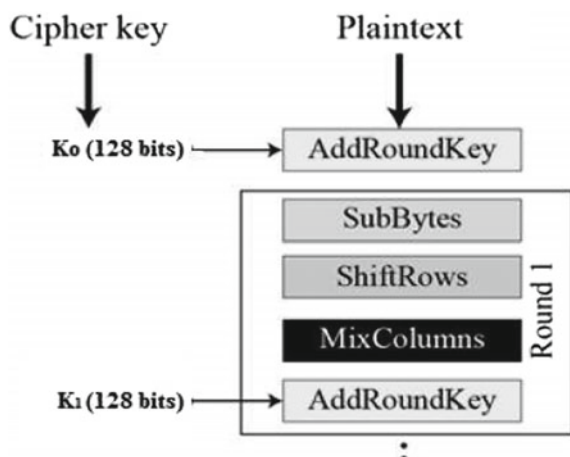 Cipher key
Plaintext
K0 (128 bits)
AddRoundKey
SubBytes
ShiftRows
MixColumns
Round 1
K1 (128 bits)
AddRoundKey